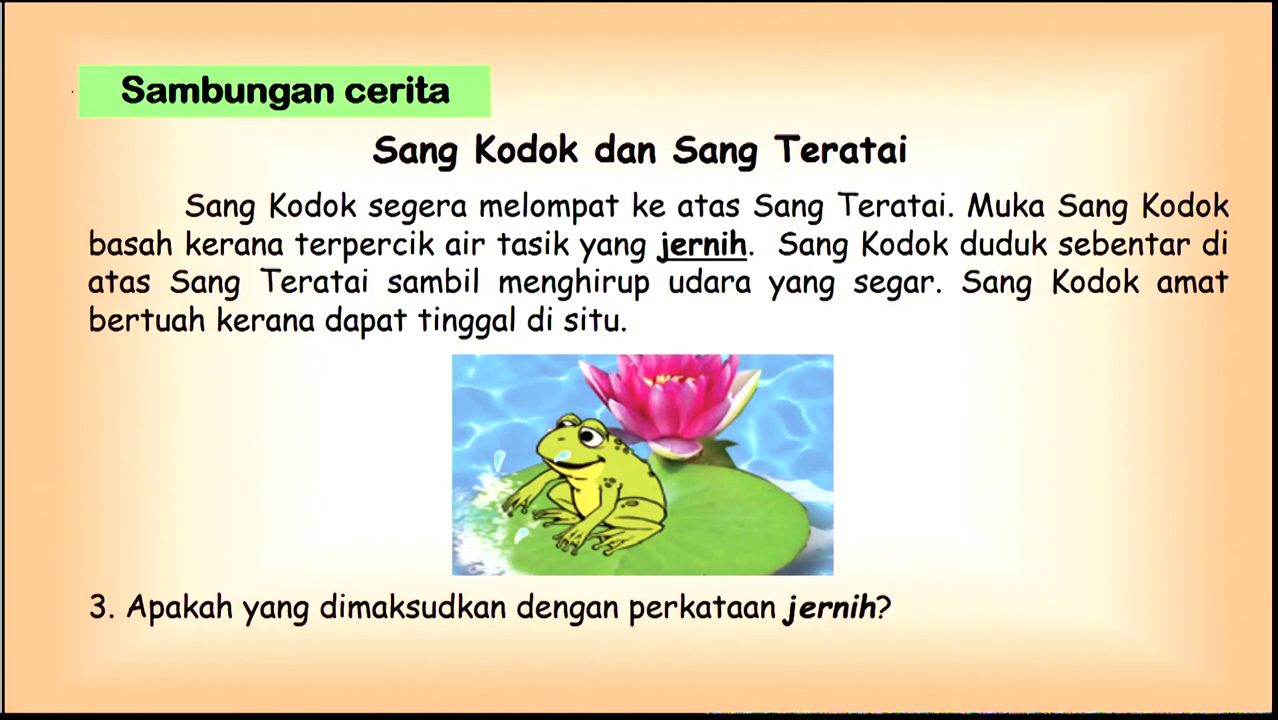 Sambungan cerita
Sang Kodok dan Sang Teratai
Sang Kodok segera melompat ke atas Sang Teratai. Muka Sang Kodok
basah kerana terpercik air tasik yang jernih. Sang Kodok duduk sebentar di
atas Sang Teratai sambil menghirup udara yang segar. Sang Kodok amat
bertuah kerana dapat tinggal di situ.
3. Apakah yang dimaksudkan dengan perkataan jernih?